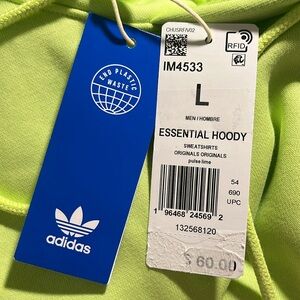 END PLASTIC
WASTE
adidas
CHUSRFIV02
RFID
IM4533
L
MEN / HOMBRE
ESSENTIAL HOODY
SWEATSHIRTS
ORIGINALS ORIGINALS
pulse lime
54
690
UPC
1 96468 24569 2
132568120
$ 60.00